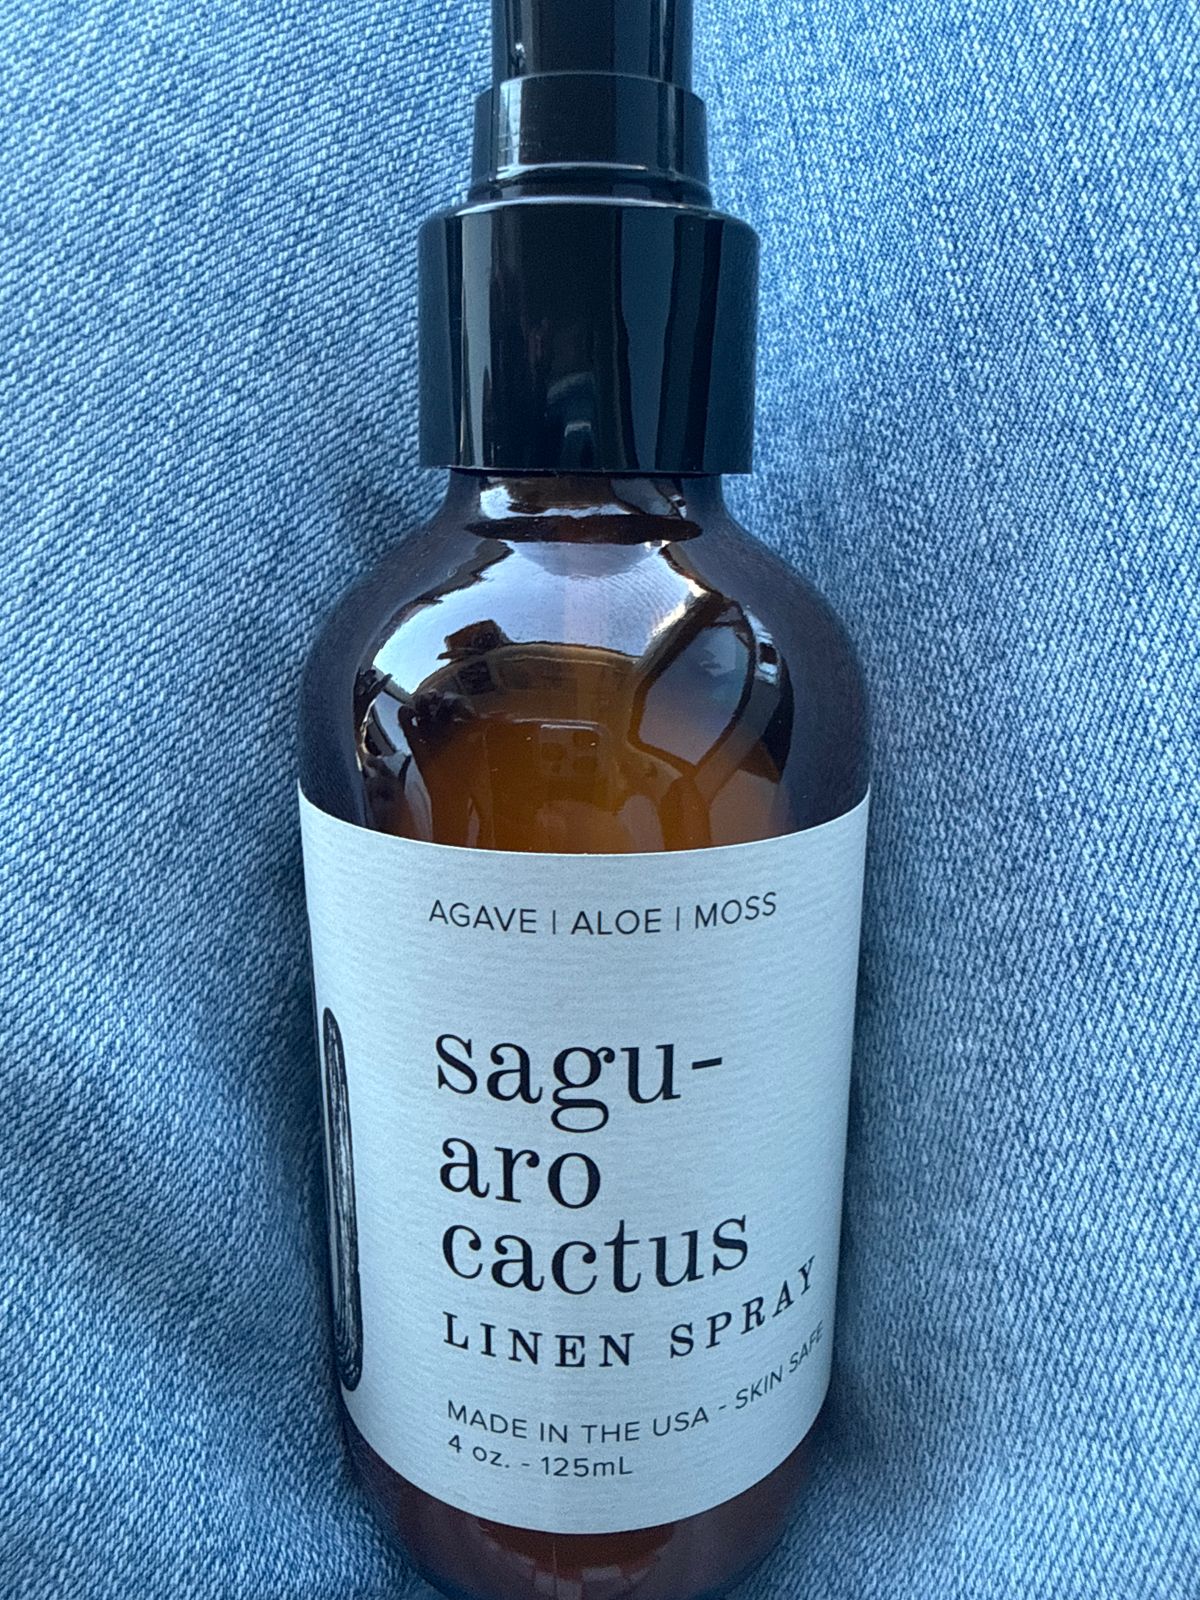 AGAVE | ALOE | MOSS
sagu-
aro
cactus
LINEN SPRAY
MADE IN THE USA - SKIN SAFE
4 oz. - 125mL